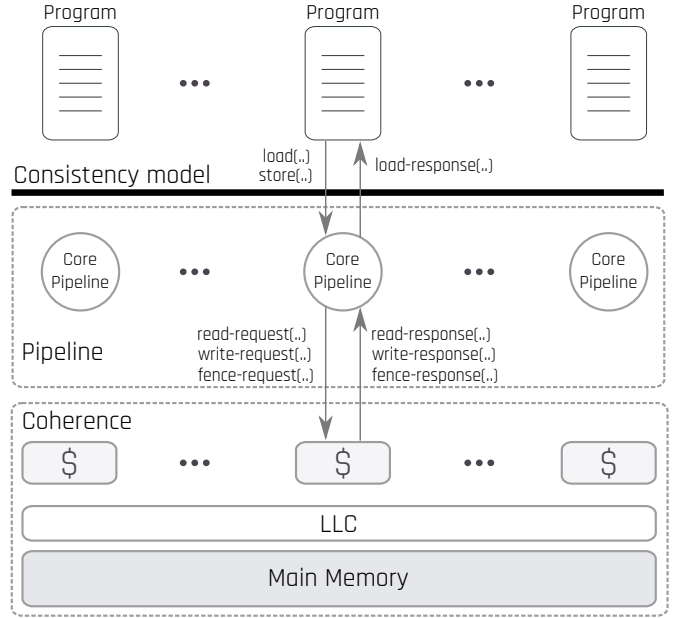 Program
Program
Program
•••
•••
load(..)
store(..)
load-response(..)
Consistency model
Core
Pipeline
•••
Core
Pipeline
•••
Core
Pipeline
read-request(..)
write-request(..)
fence-request(..)
read-response(..)
write-response(..)
fence-response(..)
Pipeline
Coherence
$
•••
$
•••
$
LLC
Main Memory